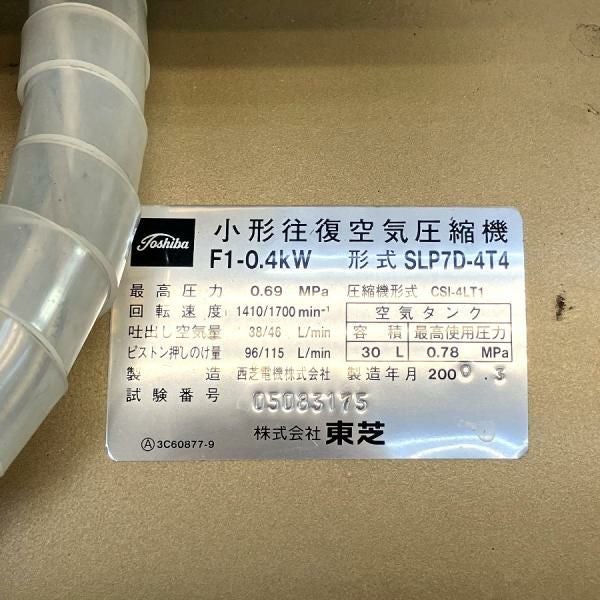 Toshiba 小形往復空気圧縮機
F1-0.4kW 形式 SLP7D-4T4
最高圧力 0.69 MPa 圧縮機形式 CSI-4LT1
回転速度 1410/1700 min⁻¹ 空気タンク
吐出し空気量 38/46 L/min 容積 最高使用圧力
ピストン押しのけ量 96/115 L/min 30 L 0.78 MPa
製造 西芝電機株式会社 製造年月 2000.3
試験番号 05083175
株式会社 東芝
Ⓐ3C60877-9